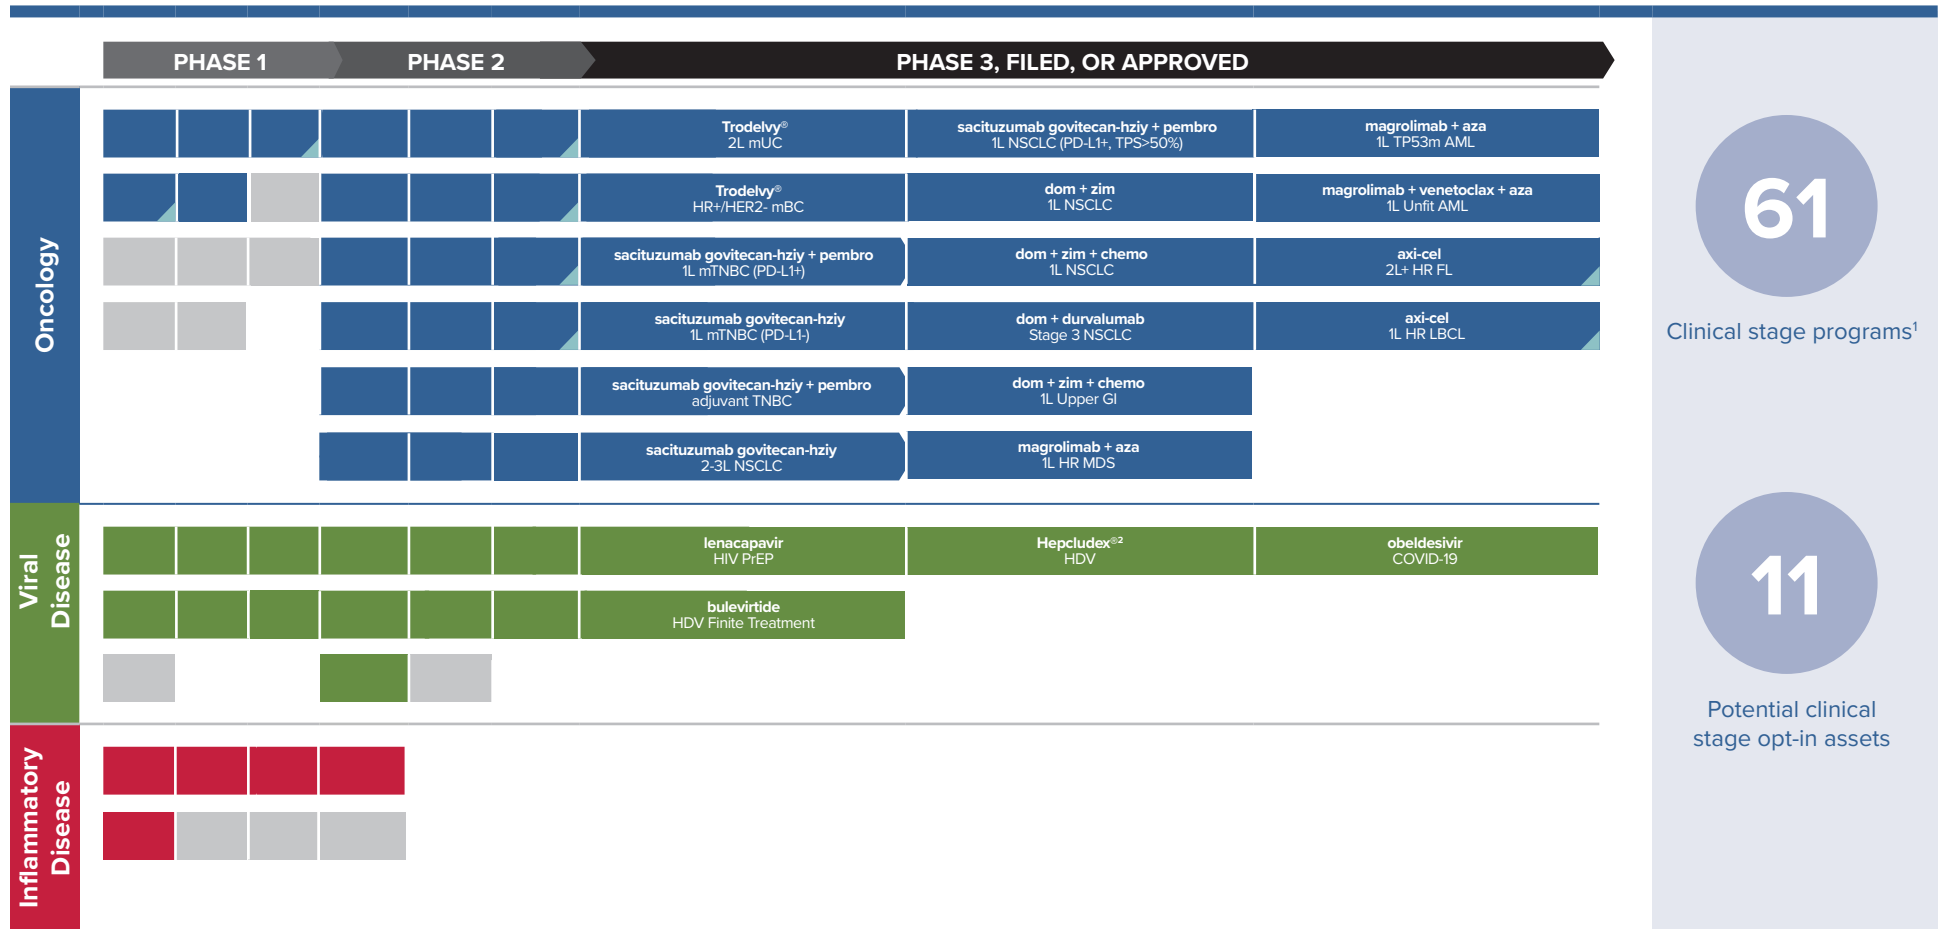 PHASE 1
PHASE 2
PHASE 3, FILED, OR APPROVED
Oncology
Trodelvy®
2L mUC
sacituzumab govitecan-hziy + pembro
1L NSCLC (PD-L1+, TPS>50%)
magrolimab + aza
1L TP53m AML
Trodelvy®
HR+/HER2- mBC
dom + zim
1L NSCLC
magrolimab + venetoclax + aza
1L Unfit AML
sacituzumab govitecan-hziy + pembro
1L mTNBC (PD-L1+)
dom + zim + chemo
1L NSCLC
axi-cel
2L+ HR FL
sacituzumab govitecan-hziy
1L mTNBC (PD-L1-)
dom + durvalumab
Stage 3 NSCLC
axi-cel
1L HR LBCL
sacituzumab govitecan-hziy + pembro
adjuvant TNBC
dom + zim + chemo
1L Upper GI
sacituzumab govitecan-hziy
2-3L NSCLC
magrolimab + aza
1L HR MDS
Viral
Disease
lenacapavir
HIV PrEP
Hepcludex®²
HDV
obeldesivir
COVID-19
bulevirtide
HDV Finite Treatment
Inflammatory
Disease
61
Clinical stage programs¹
11
Potential clinical
stage opt-in assets